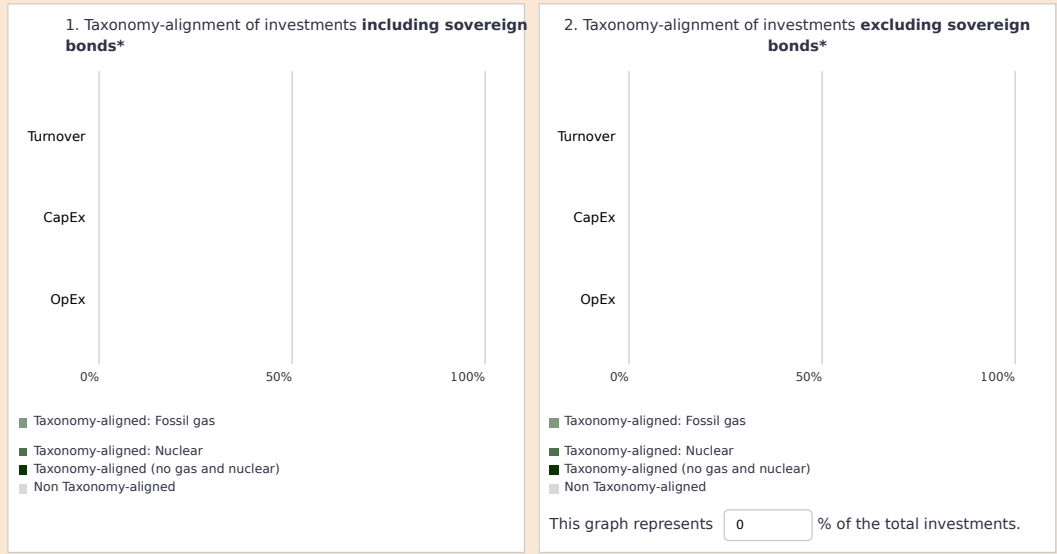 1. Taxonomy-alignment of investments including sovereign
bonds*
Turnover
CapEx
OpEx
0% 50% 100%
Taxonomy-aligned: Fossil gas
Taxonomy-aligned: Nuclear
Taxonomy-aligned (no gas and nuclear)
Non Taxonomy-aligned
2. Taxonomy-alignment of investments excluding sovereign
bonds*
Turnover
CapEx
OpEx
0% 50% 100%
Taxonomy-aligned: Fossil gas
Taxonomy-aligned: Nuclear
Taxonomy-aligned (no gas and nuclear)
Non Taxonomy-aligned
This graph represents 0 % of the total investments.